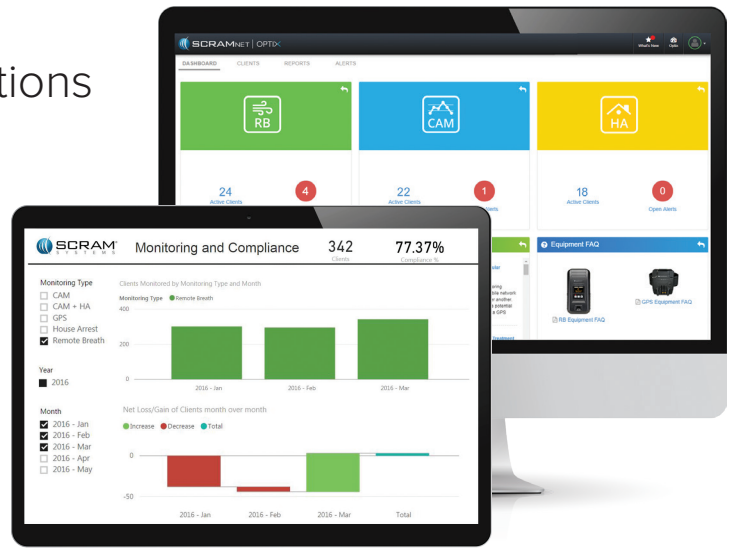 tions
SCRAMNET | OPTIX
What's New
Optix
DASHBOARD CLIENTS REPORTS ALERTS
RB
CAM
HA
24
Active Clients
4
22
Active Clients
1
18
Active Clients
0
Open Alerts
Equipment FAQ
RB Equipment FAQ
GPS Equipment FAQ
SCRAM
SYSTEMS
Monitoring and Compliance
342
Clients
77.37%
Compliance %
Monitoring Type
CAM
CAM + HA
GPS
House Arrest
Remote Breath
Year
2016
Month
2016 - Jan
2016 - Feb
2016 - Mar
2016 - Apr
2016 - May
Clients Monitored by Monitoring Type and Month
Monitoring Type Remote Breath
400
200
0
2016 - Jan 2016 - Feb 2016 - Mar
Net Loss/Gain of Clients month over month
Increase Decrease Total
0
-50
2016 - Jan 2016 - Feb 2016 - Mar Total